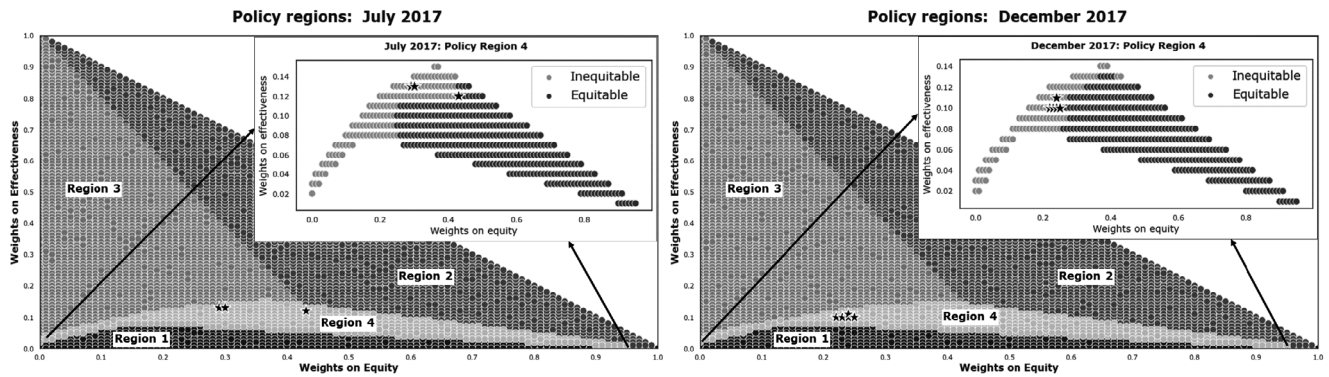 Policy regions: July 2017
Weights on Effectiveness
1.0
0.9
0.8
0.7
0.6
0.5
0.4
0.3
0.2
0.1
0.0
July 2017: Policy Region 4
Weights on effectiveness
0.14
0.12
0.10
0.08
0.06
0.04
0.02
Inequitable
Equitable
0.0 0.2 0.4 0.6 0.8
Weights on equity
Region 3
Region 2
Region 4
Region 1
0.0 0.1 0.2 0.3 0.4 0.5 0.6 0.7 0.8 0.9 1.0
Weights on Equity
Policy regions: December 2017
Weights on Effectiveness
1.0
0.9
0.8
0.7
0.6
0.5
0.4
0.3
0.2
0.1
0.0
December 2017: Policy Region 4
Weights on effectiveness
0.14
0.12
0.10
0.08
0.06
0.04
0.02
Inequitable
Equitable
0.0 0.2 0.4 0.6 0.8
Weights on equity
Region 3
Region 2
Region 4
Region 1
0.0 0.1 0.2 0.3 0.4 0.5 0.6 0.7 0.8 0.9 1.0
Weights on Equity